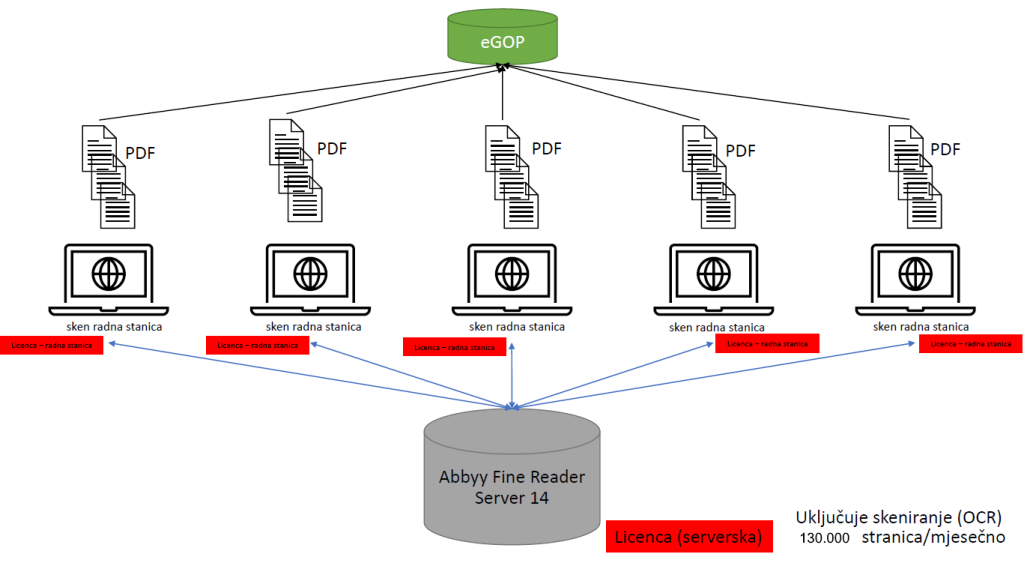 eGOP
PDF
PDF
PDF
PDF
PDF
sken radna stanica
sken radna stanica
sken radna stanica
sken radna stanica
sken radna stanica
Licenca – radna stanica
Licenca – radna stanica
Licenca – radna stanica
Licenca – radna stanica
Licenca – radna stanica
Abbyy Fine Reader
Server 14
Licenca (serverska)
Uključuje skeniranje (OCR)
130.000 stranica/mjesečno